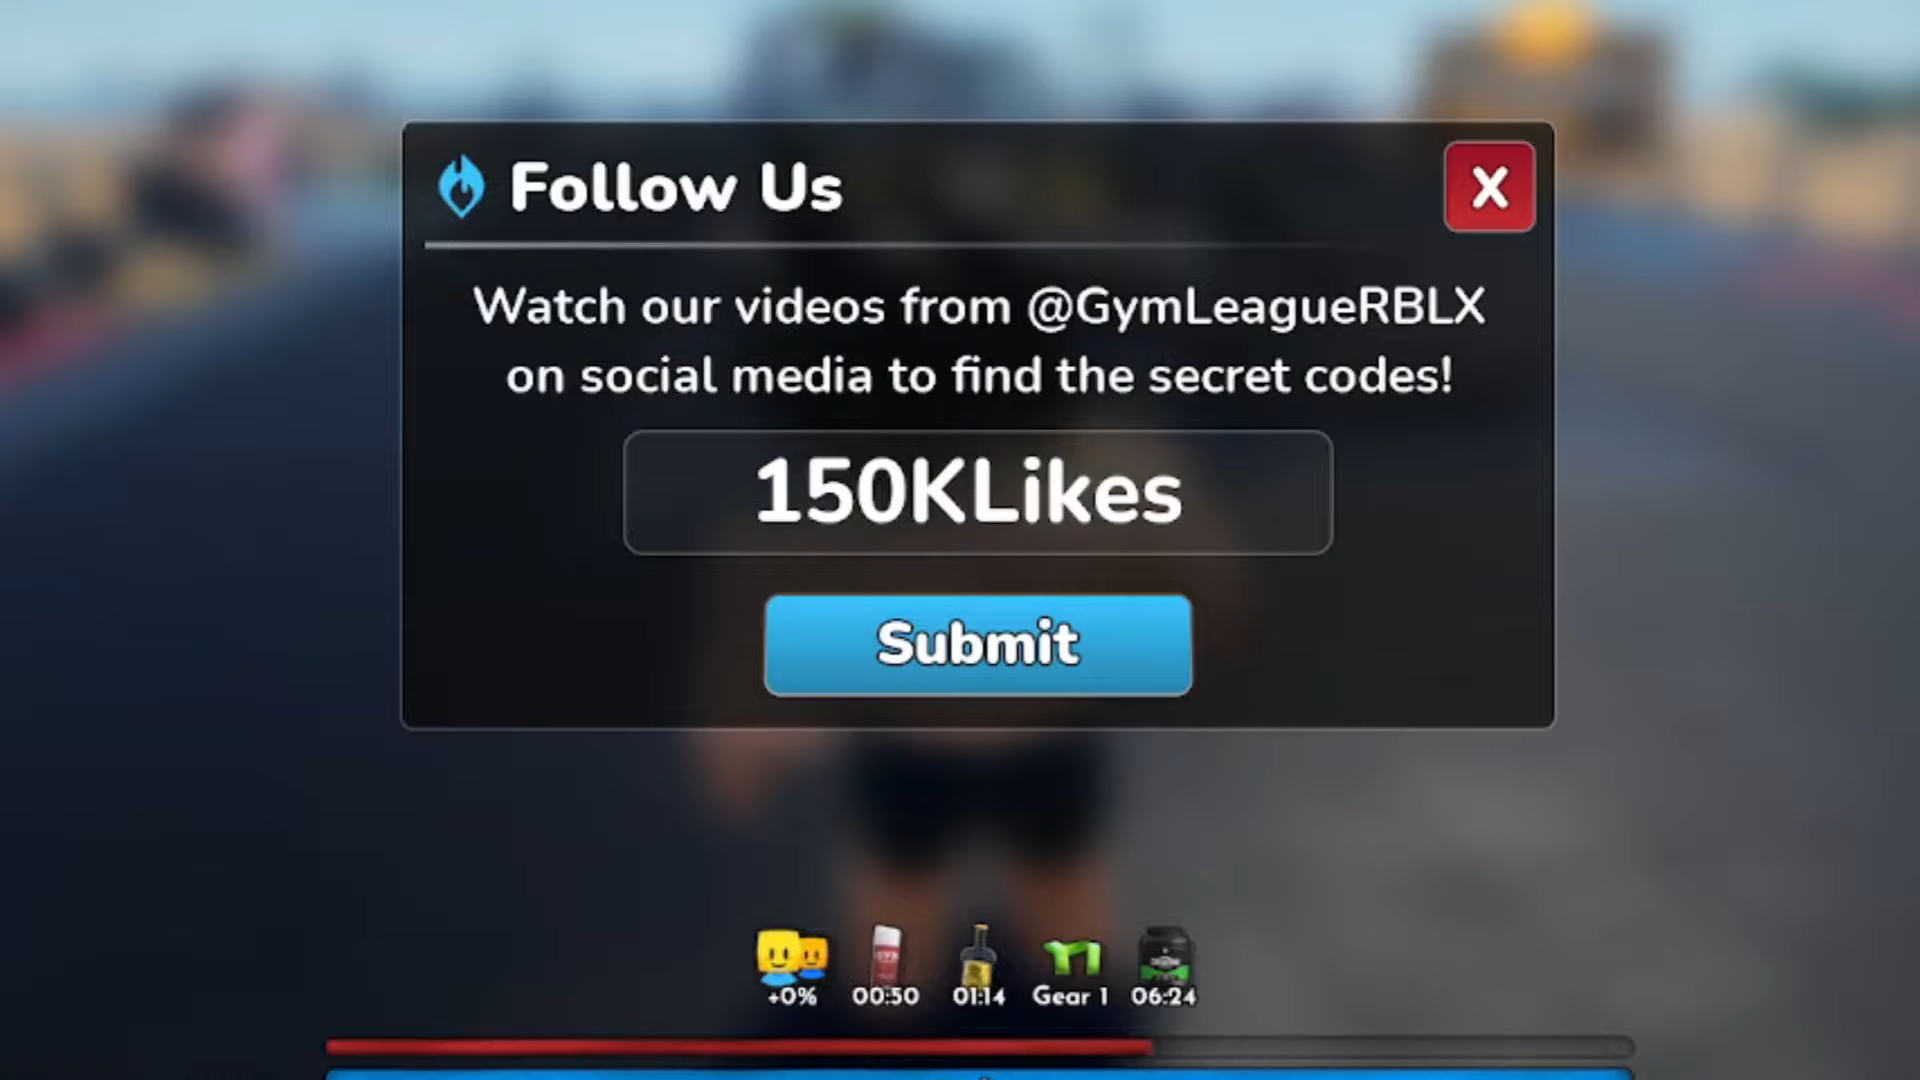 Follow Us
X
Watch our videos from @GymLeagueRBLX
on social media to find the secret codes!
150KLikes
Submit
+0% 00:50 01:14 Gear 1 06:24